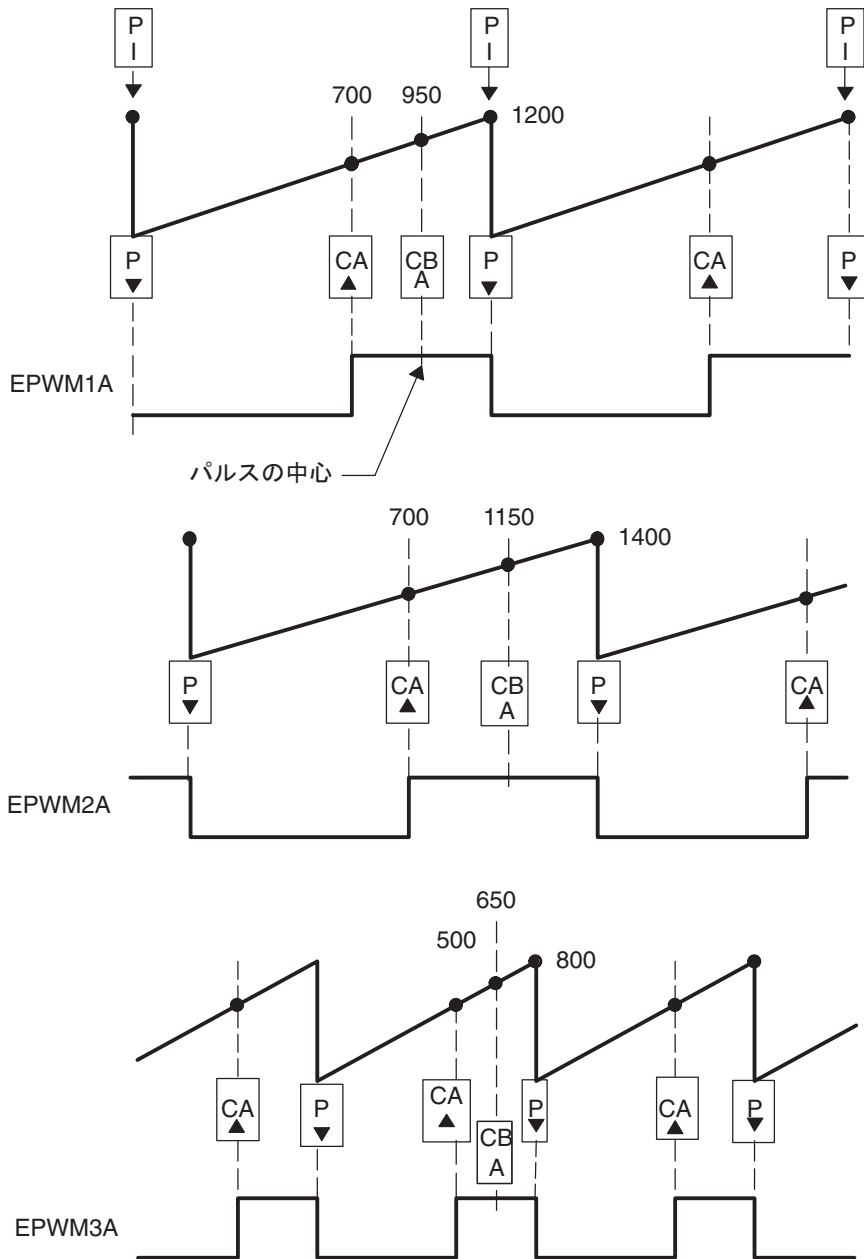 P
I
P
I
P
I
700
950
1200
P
CA
CB
A
P
CA
P
EPWM1A
パルスの中心
700
1150
1400
P
CA
CB
A
P
CA
EPWM2A
650
500
800
CA
P
CA
CB
A
P
CA
P
EPWM3A